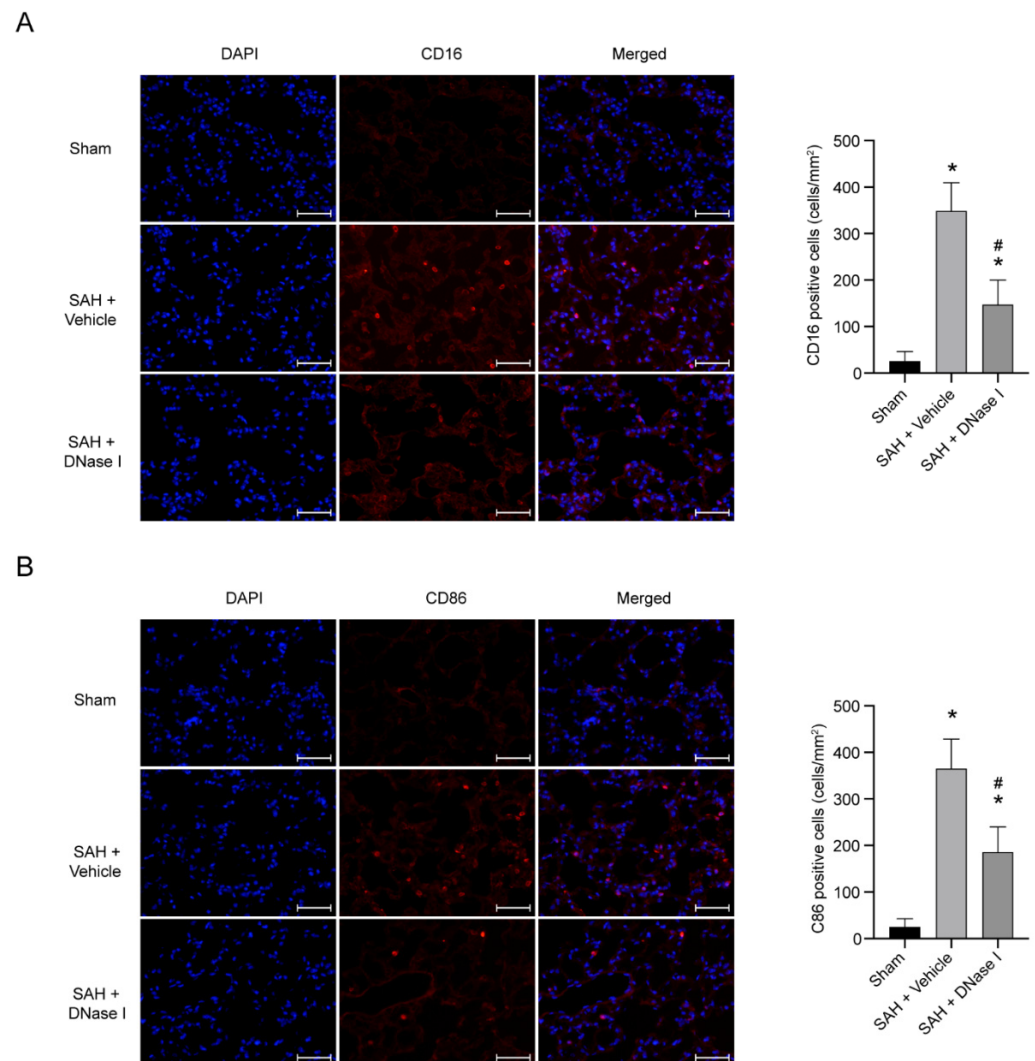 A
DAPI CD16 Merged
Sham
SAH +
Vehicle
SAH +
DNase I
CD16 positive cells (cells/mm²)
500
400
300
200
100
0
*
#
*
Sham
SAH + Vehicle
SAH + DNase I
B
DAPI CD86 Merged
Sham
SAH +
Vehicle
SAH +
DNase I
C86 positive cells (cells/mm²)
500
400
300
200
100
0
*
#
*
Sham
SAH + Vehicle
SAH + DNase I